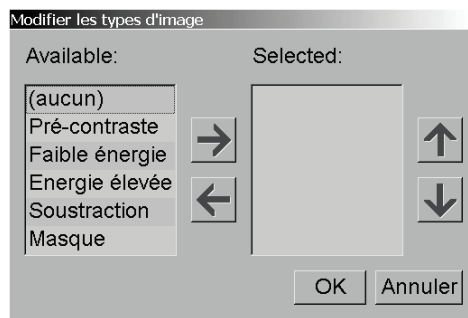 Modifier les types d'image
Available:
Selected:
(aucun)
Pré-contraste
Faible énergie
Energie élevée
Soustraction
Masque
OK
Annuler